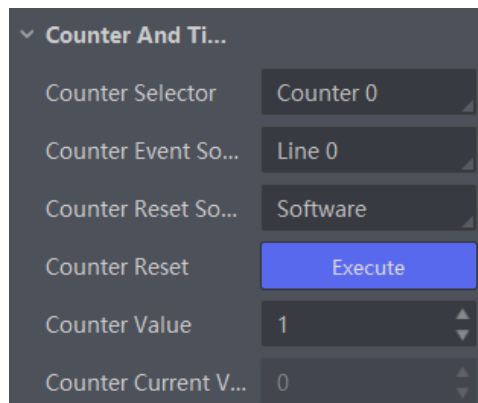 Counter And Ti...
Counter Selector Counter 0
Counter Event So... Line 0
Counter Reset So... Software
Counter Reset Execute
Counter Value 1
Counter Current V... 0